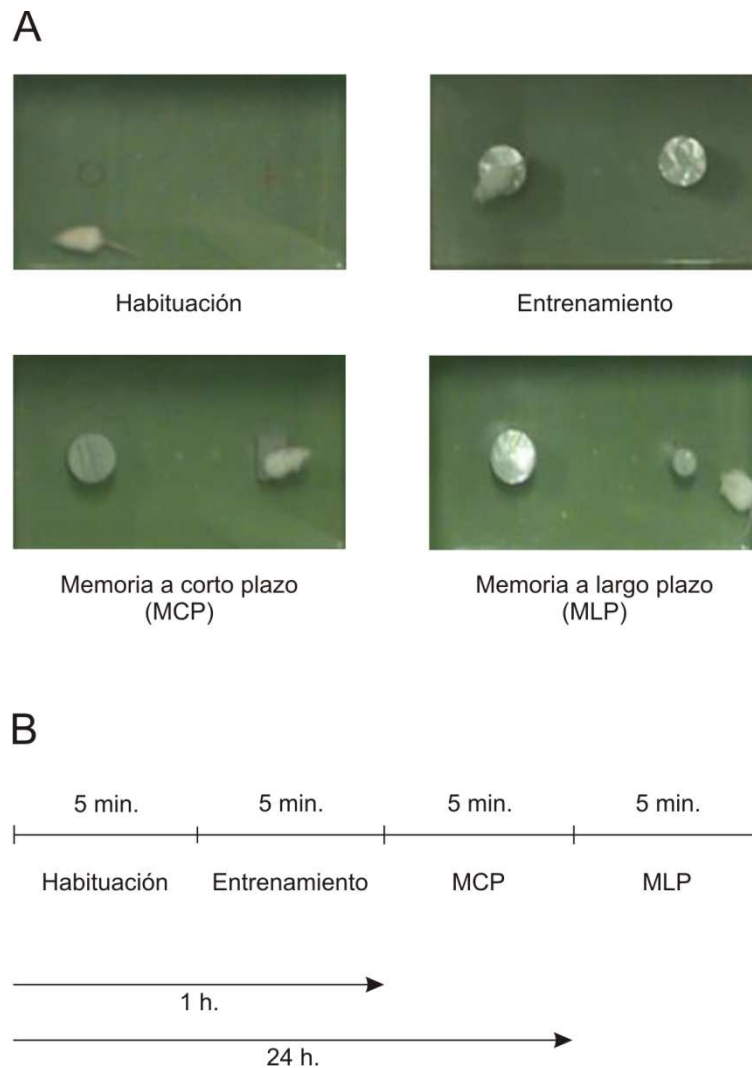 A
Habituación
Entrenamiento
Memoria a corto plazo
(MCP)
Memoria a largo plazo
(MLP)
B
5 min.
5 min.
5 min.
5 min.
Habituación
Entrenamiento
MCP
MLP
1 h.
24 h.